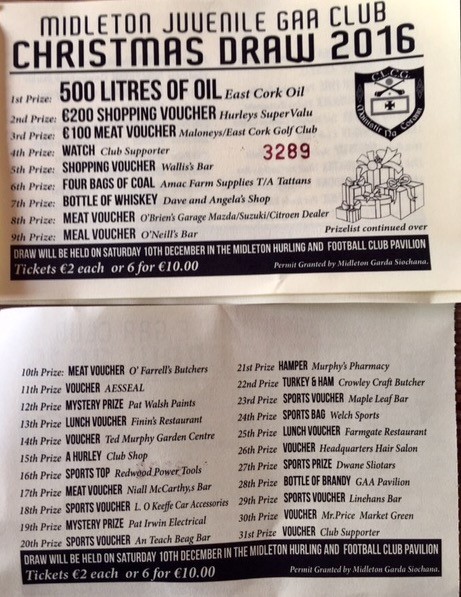 MIDLETON JUVENILE GAA CLUB
CHRISTMAS DRAW 2016
1st Prize: 500 LITRES OF OIL East Cork Oil
2nd Prize: €200 SHOPPING VOUCHER Hurleys SuperValu
3rd Prize: €100 MEAT VOUCHER Maloneys/East Cork Golf Club
4th Prize: WATCH Club Supporter
3289
5th Prize: SHOPPING VOUCHER Wallis's Bar
6th Prize: FOUR BAGS OF COAL Amac Farm Supplies T/A Tattans
7th Prize: BOTTLE OF WHISKEY Dave and Angela's Shop
8th Prize: MEAT VOUCHER O'Brien's Garage Mazda/Suzuki/Citroen Dealer
9th Prize: MEAL VOUCHER O'Neill's Bar
C.L.C.G.
Mainistir Na Corann
Prizelist continued over
DRAW WILL BE HELD ON SATURDAY 10TH DECEMBER IN THE MIDLETON HURLING AND FOOTBALL CLUB PAVILION
Tickets €2 each or 6 for €10.00
Permit Granted by Midleton Garda Siochana.
10th Prize: MEAT VOUCHER O' Farrell's Butchers
11th Prize VOUCHER AESSEAL
12th Prize MYSTERY PRIZE Pat Walsh Paints
13th Prize LUNCH VOUCHER Finin's Restaurant
14th Prize VOUCHER Ted Murphy Garden Centre
15th Prize A HURLEY Club Shop
16th Prize SPORTS TOP Redwood Power Tools
17th Prize MEAT VOUCHER Niall McCarthy,s Bar
18th Prize SPORTS VOUCHER L. O Keeffe Car Accessories
19th Prize MYSTERY PRIZE Pat Irwin Electrical
20th Prize SPORTS VOUCHER An Teach Beag Bar
21st Prize HAMPER Murphy's Pharmacy
22nd Prize TURKEY & HAM Crowley Craft Butcher
23rd Prize SPORTS VOUCHER Maple Leaf Bar
24th Prize SPORTS BAG Welch Sports
25th Prize LUNCH VOUCHER Farmgate Restaurant
26th Prize VOUCHER Headquarters Hair Salon
27th Prize SPORTS PRIZE Dwane Sliotars
28th Prize BOTTLE OF BRANDY GAA Pavilion
29th Prize SPORTS VOUCHER Linehans Bar
30th Prize VOUCHER Mr.Price Market Green
31st Prize VOUCHER Club Supporter
DRAW WILL BE HELD ON SATURDAY 10TH DECEMBER IN THE MIDLETON HURLING AND FOOTBALL CLUB PAVILION
Tickets €2 each or 6 for €10.00
Permit Granted by Midleton Garda Siochana.